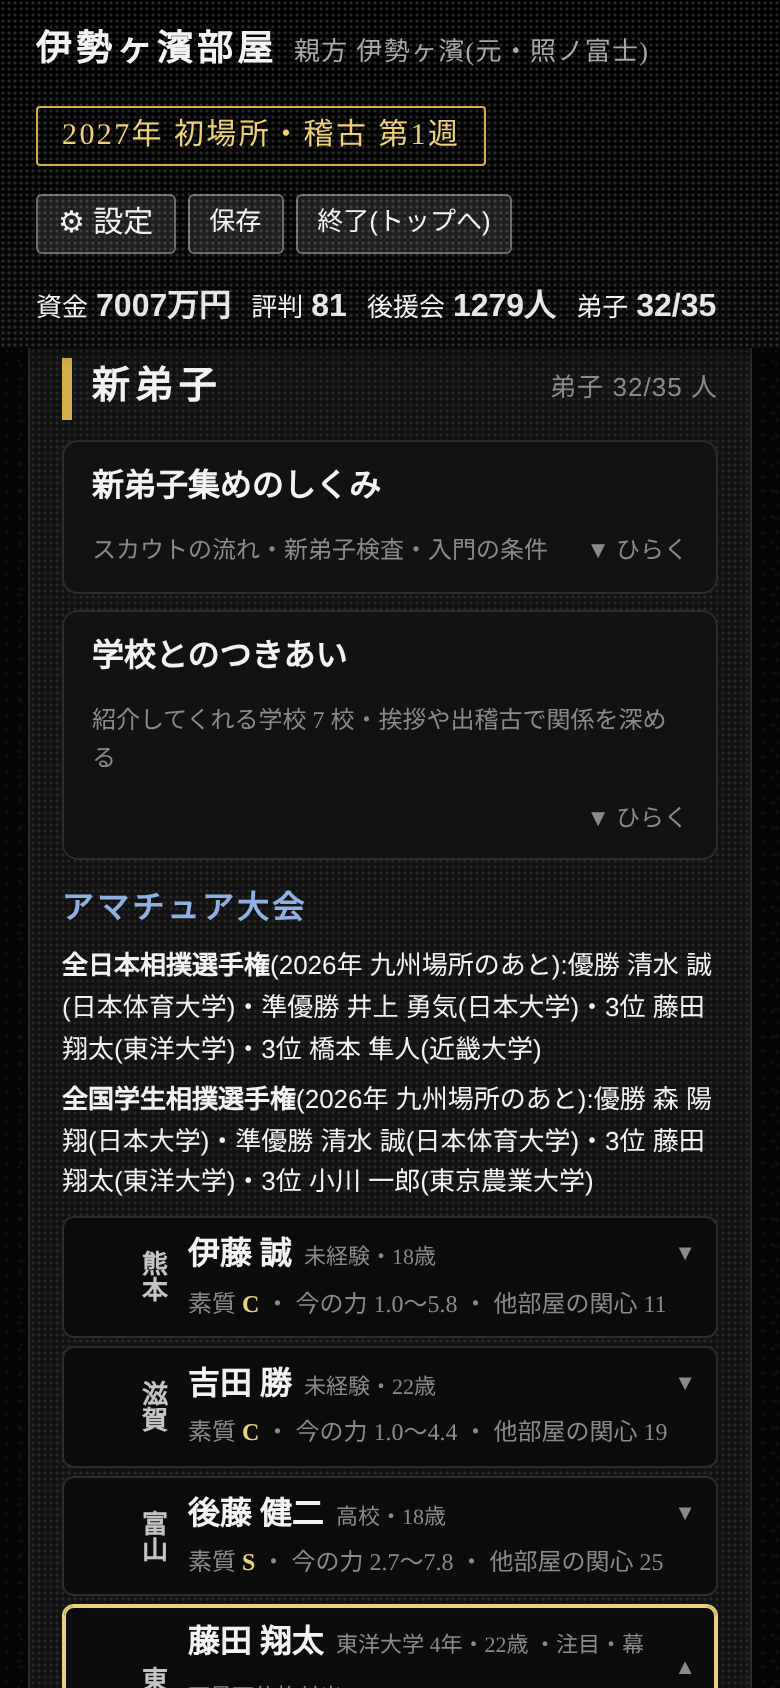 伊勢ヶ濱部屋 親方 伊勢ヶ濱(元・照ノ富士)
2027年 初場所・稽古 第1週
⚙ 設定 保存 終了(トップへ)
資金 7007万円 評判 81 後援会 1279人 弟子 32/35
新弟子 弟子 32/35 人
新弟子集めのしくみ
スカウトの流れ・新弟子検査・入門の条件 ▼ ひらく
学校とのつきあい
紹介してくれる学校 7 校・挨拶や出稽古で関係を深め
る
▼ ひらく
アマチュア大会
全日本相撲選手権(2026年 九州場所のあと):優勝 清水 誠
(日本体育大学)・準優勝 井上 勇気(日本大学)・3位 藤田
翔太(東洋大学)・3位 橋本 隼人(近畿大学)
全国学生相撲選手権(2026年 九州場所のあと):優勝 森 陽
翔(日本大学)・準優勝 清水 誠(日本体育大学)・3位 藤田
翔太(東洋大学)・3位 小川 一郎(東京農業大学)
熊本 伊藤 誠 未経験・18歳 ▼
素質 C ・ 今の力 1.0〜5.8 ・ 他部屋の関心 11
滋賀 吉田 勝 未経験・22歳 ▼
素質 C ・ 今の力 1.0〜4.4 ・ 他部屋の関心 19
富山 後藤 健二 高校・18歳 ▼
素質 S ・ 今の力 2.7〜7.8 ・ 他部屋の関心 25
藤田 翔太 東洋大学 4年・22歳 ・注目・幕 ▲
東